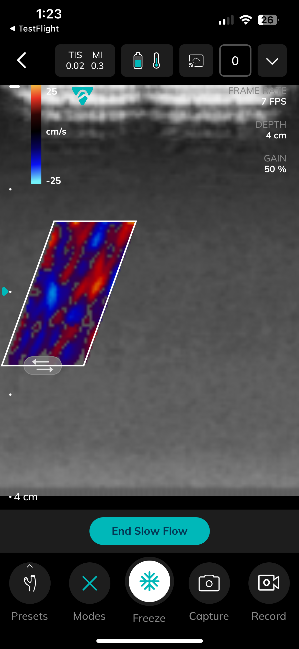 1:23
26
◀ TestFlight
TIS MI
0.02 0.3
S
0
25
cm/s
-25
FRAME RATE
7 FPS
DEPTH
4 cm
GAIN
50 %
4 cm
End Slow Flow
Presets
Modes
Freeze
Capture
Record